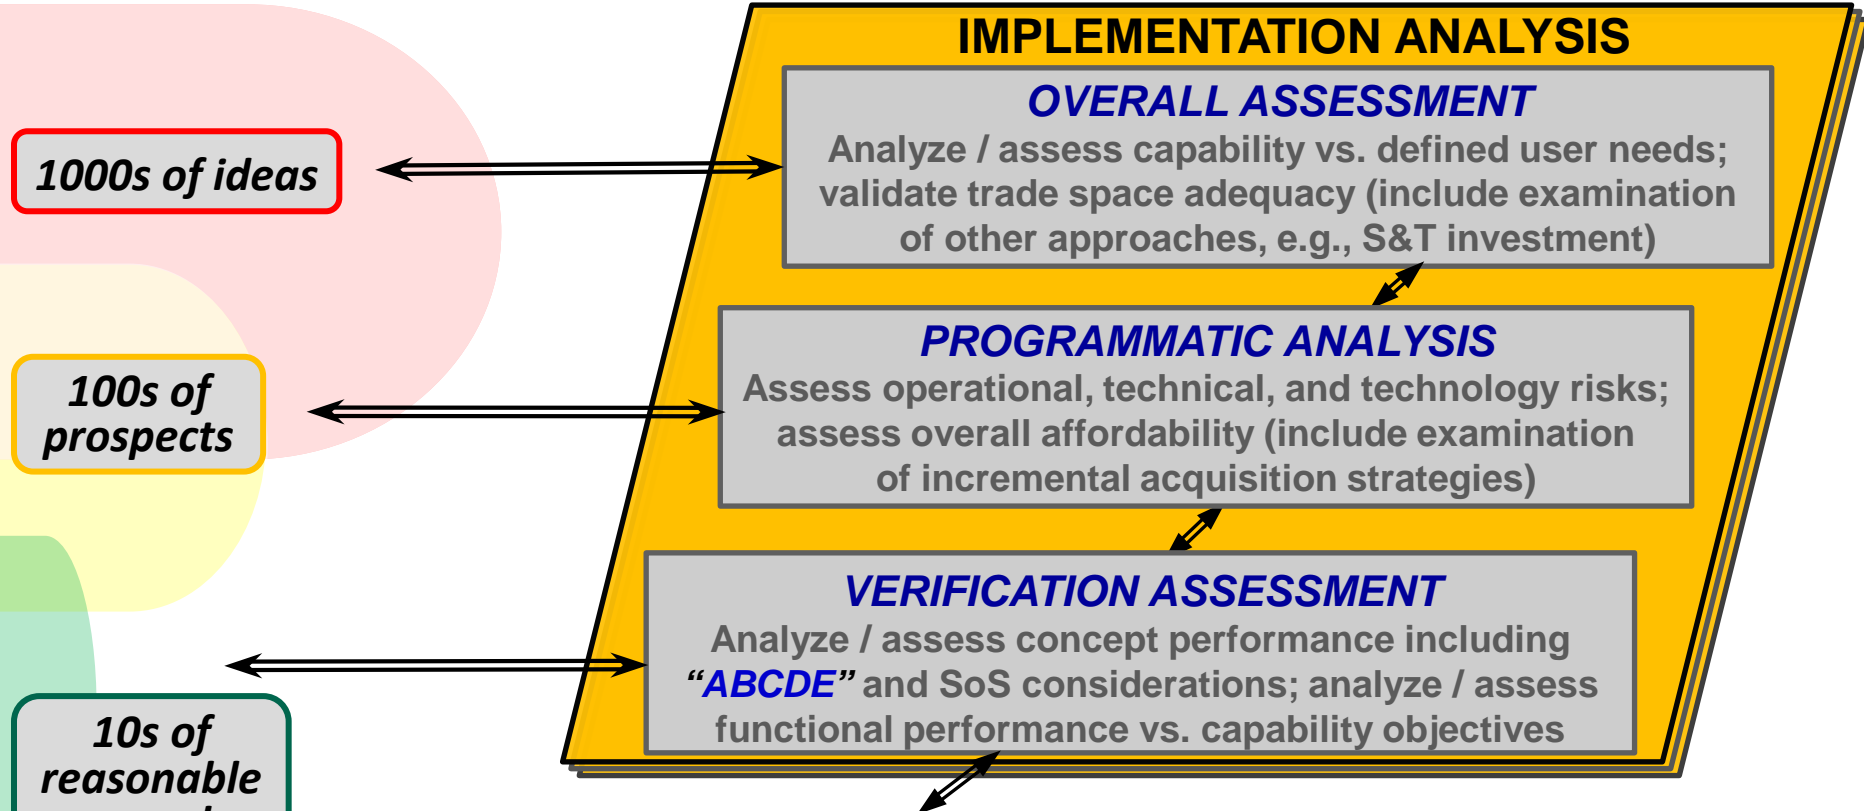 IMPLEMENTATION ANALYSIS
OVERALL ASSESSMENT
Analyze / assess capability vs. defined user needs;
validate trade space adequacy (include examination
of other approaches, e.g., S&T investment)
1000s of ideas
PROGRAMMATIC ANALYSIS
Assess operational, technical, and technology risks;
assess overall affordability (include examination
of incremental acquisition strategies)
100s of
prospects
VERIFICATION ASSESSMENT
Analyze / assess concept performance including
“ABCDE” and SoS considerations; analyze / assess
functional performance vs. capability objectives
10s of
reasonable